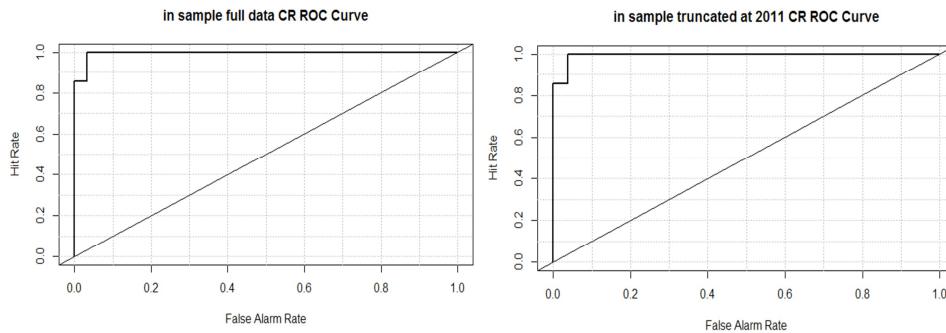 in sample full data CR ROC Curve
Hit Rate
1.0
0.8
0.6
0.4
0.2
0.0
0.0 0.2 0.4 0.6 0.8 1.0
False Alarm Rate
in sample truncated at 2011 CR ROC Curve
Hit Rate
1.0
0.8
0.6
0.4
0.2
0.0
0.0 0.2 0.4 0.6 0.8 1.0
False Alarm Rate